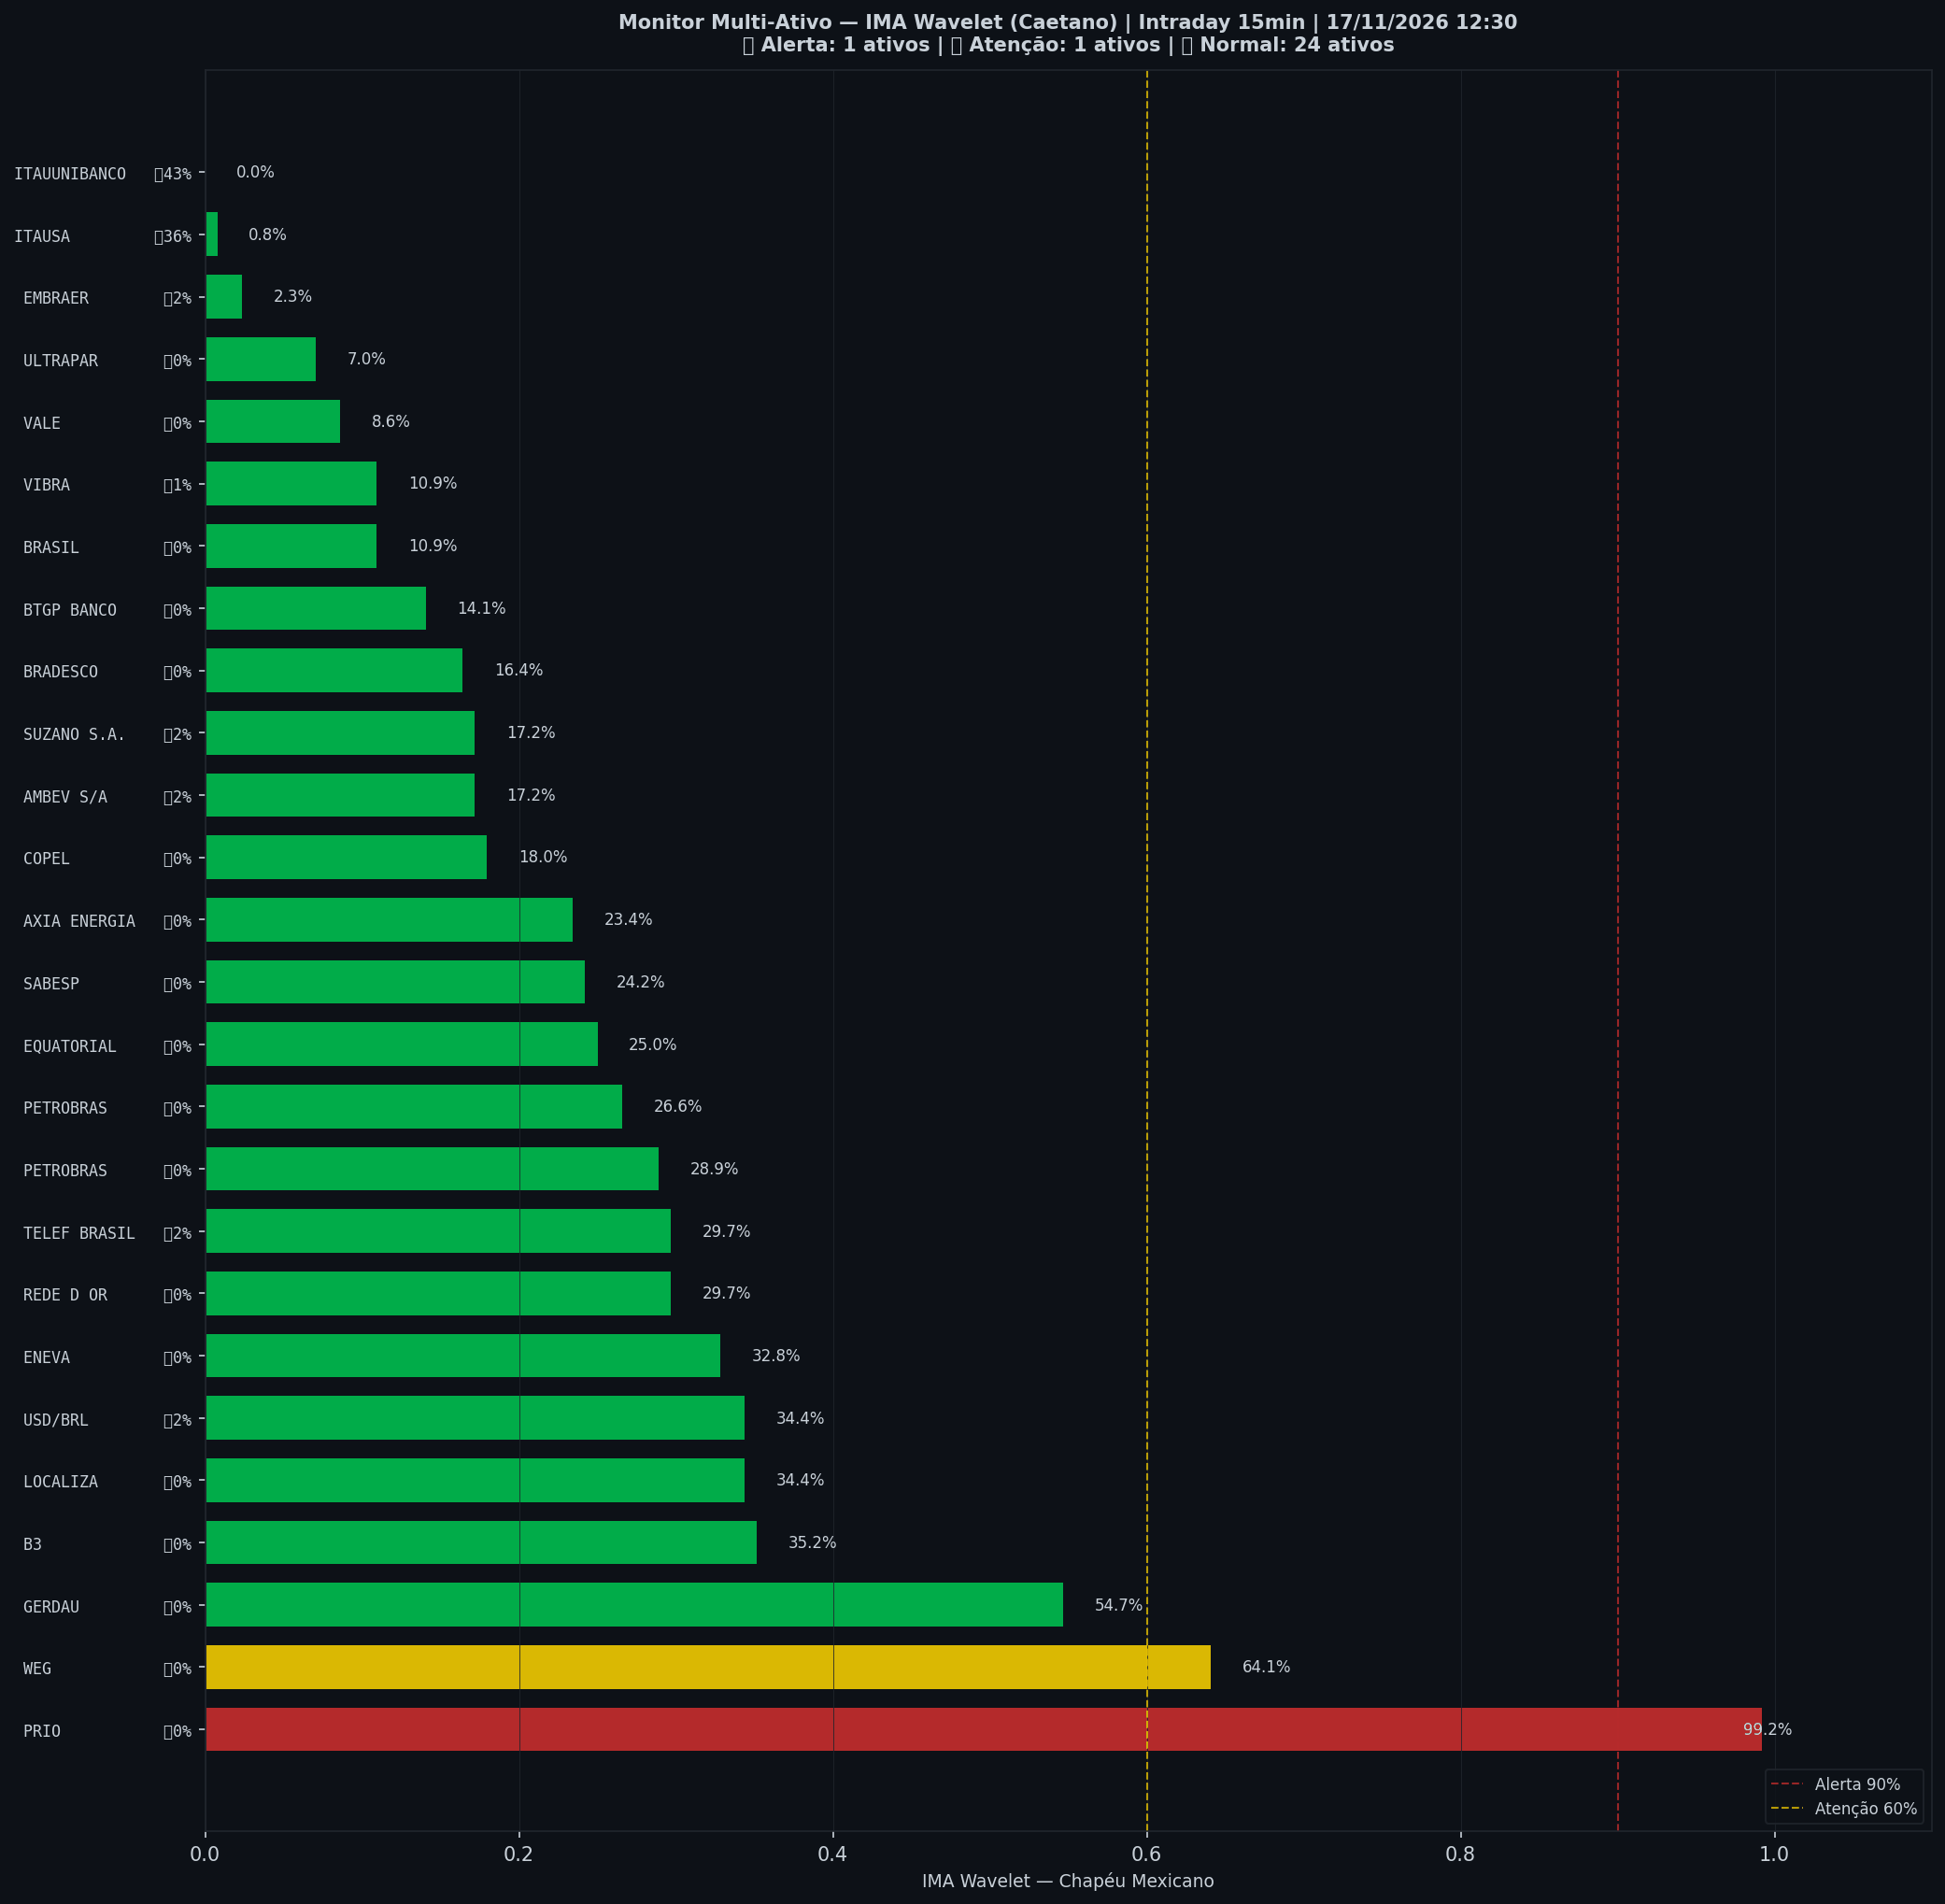 Monitor Multi-Ativo — IMA Wavelet (Caetano) | Intraday 15min | 17/11/2026 12:30
▯ Alerta: 1 ativos | ▯ Atenção: 1 ativos | ▯ Normal: 24 ativos
ITAUUNIBANCO ▯43% 0.0%
ITAUSA ▯36% 0.8%
EMBRAER ▯2% 2.3%
ULTRAPAR ▯0% 7.0%
VALE ▯0% 8.6%
VIBRA ▯1% 10.9%
BRASIL ▯0% 10.9%
BTGP BANCO ▯0% 14.1%
BRADESCO ▯0% 16.4%
SUZANO S.A. ▯2% 17.2%
AMBEV S/A ▯2% 17.2%
COPEL ▯0% 18.0%
AXIA ENERGIA ▯0% 23.4%
SABESP ▯0% 24.2%
EQUATORIAL ▯0% 25.0%
PETROBRAS ▯0% 26.6%
PETROBRAS ▯0% 28.9%
TELEF BRASIL ▯2% 29.7%
REDE D OR ▯0% 29.7%
ENEVA ▯0% 32.8%
USD/BRL ▯2% 34.4%
LOCALIZA ▯0% 34.4%
B3 ▯0% 35.2%
GERDAU ▯0% 54.7%
WEG ▯0% 64.1%
PRIO ▯0% 99.2%
Alerta 90%
Atenção 60%
0.0 0.2 0.4 0.6 0.8 1.0
IMA Wavelet — Chapéu Mexicano